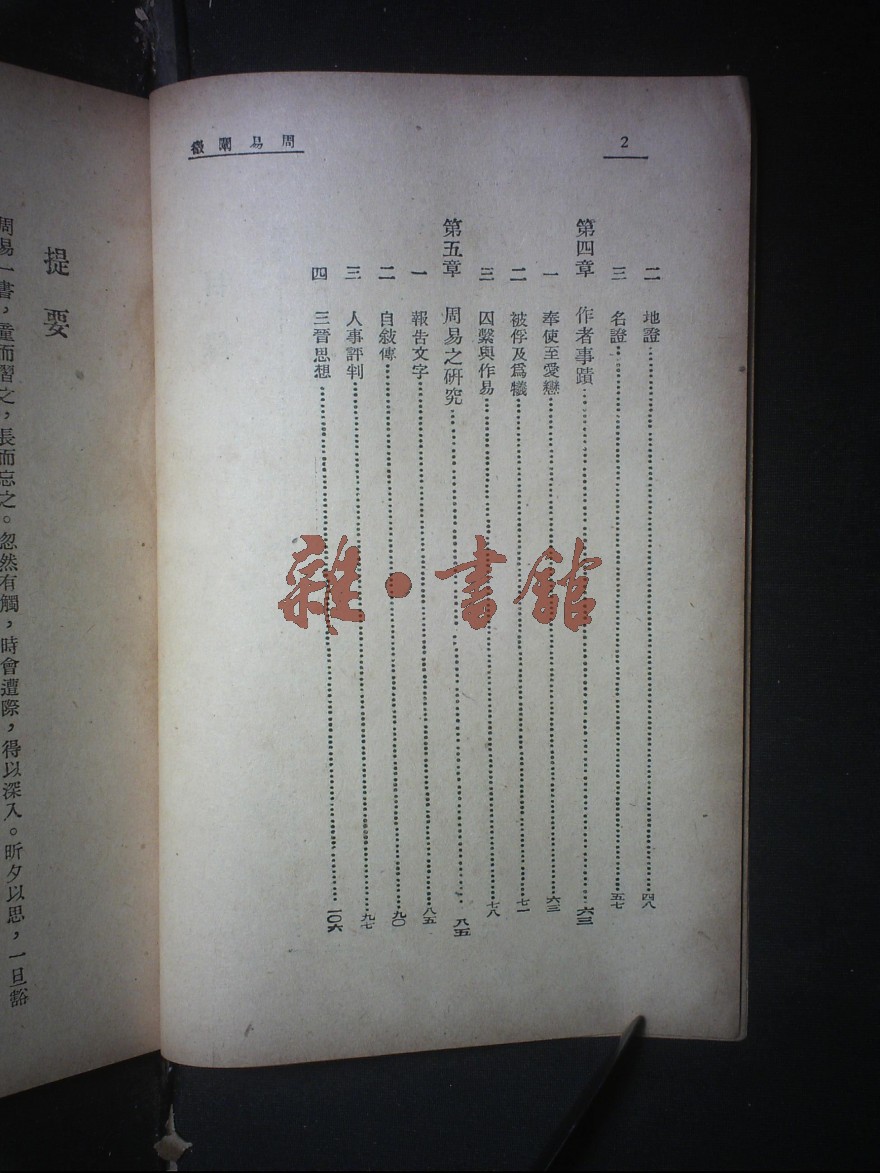 2
周易闡微
二　地證…………四八
三　名證…………五七
第四章　作者事蹟…………六三
一　奉使至愛戀…………六三
二　被俘及爲犧…………七一
三　囚繫與作易…………七八
第五章　周易之研究…………八五
一　報告文字…………八五
二　自敍傳…………九〇
三　人事評判…………九七
四　三晉思想…………一〇六
提要
周易一書，童而習之，長而忘之。忽然有觸，時會遭際，得以深入。昕夕以思，一旦豁
雜·書館